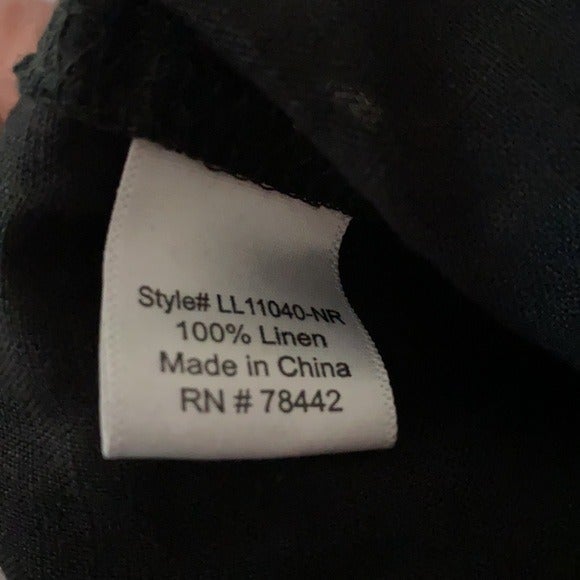 Style# LL11040-NR
100% Linen
Made in China
RN # 78442